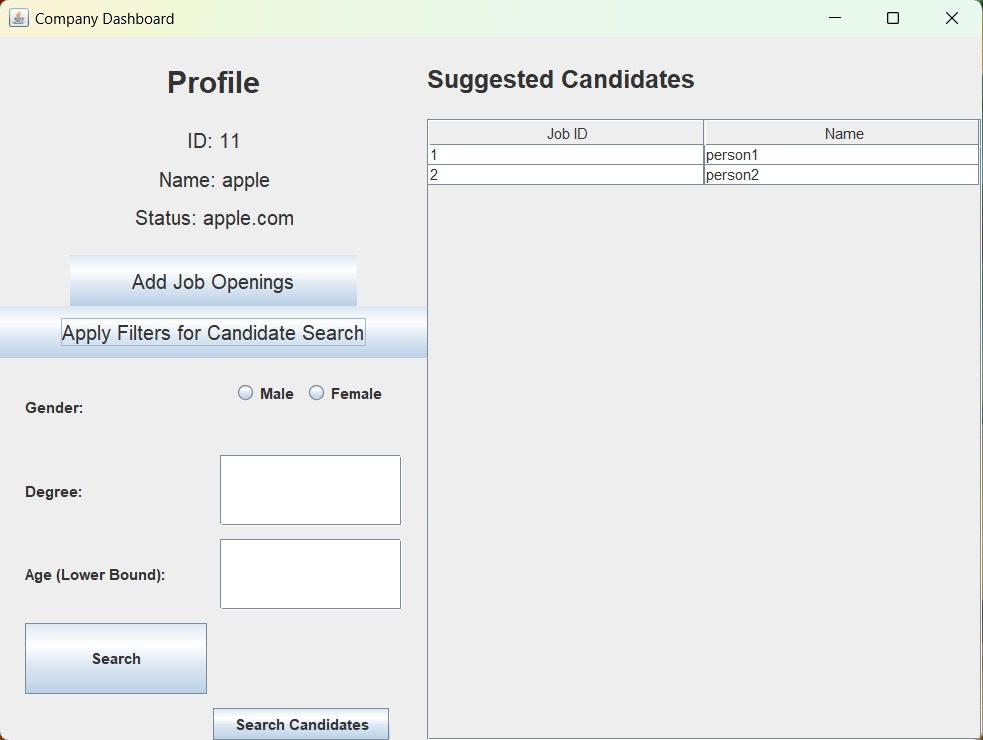 Company Dashboard
Profile
ID: 11
Name: apple
Status: apple.com
Add Job Openings
Apply Filters for Candidate Search
Gender:
Male Female
Degree:
Age (Lower Bound):
Search
Search Candidates
Suggested Candidates
Job ID Name
1 person1
2 person2